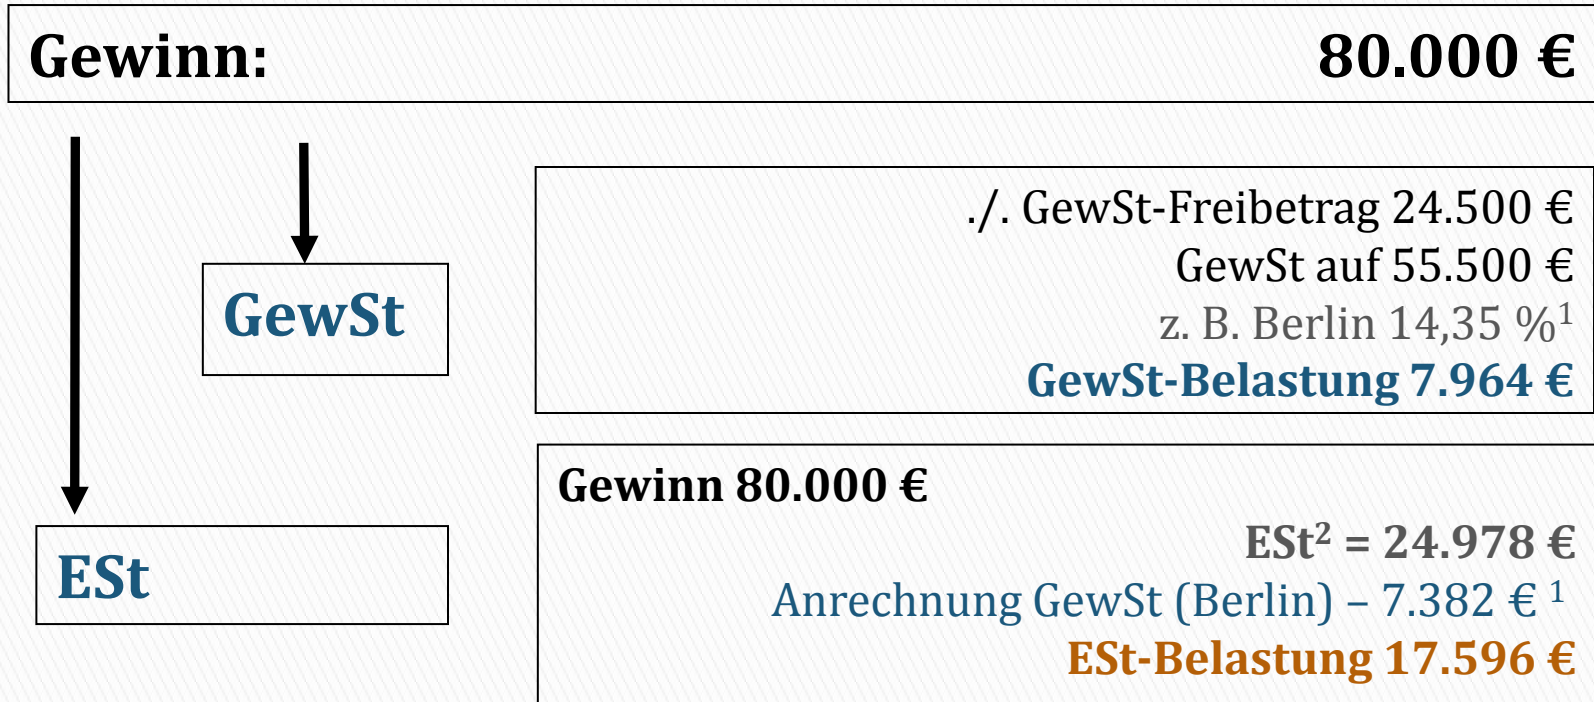 Gewinn: 80.000 €
./. GewSt-Freibetrag 24.500 €
GewSt auf 55.500 €
GewSt
z. B. Berlin 14,35 %¹
GewSt-Belastung 7.964 €
Gewinn 80.000 €
ESt² = 24.978 €
ESt
Anrechnung GewSt (Berlin) – 7.382 € ¹
ESt-Belastung 17.596 €